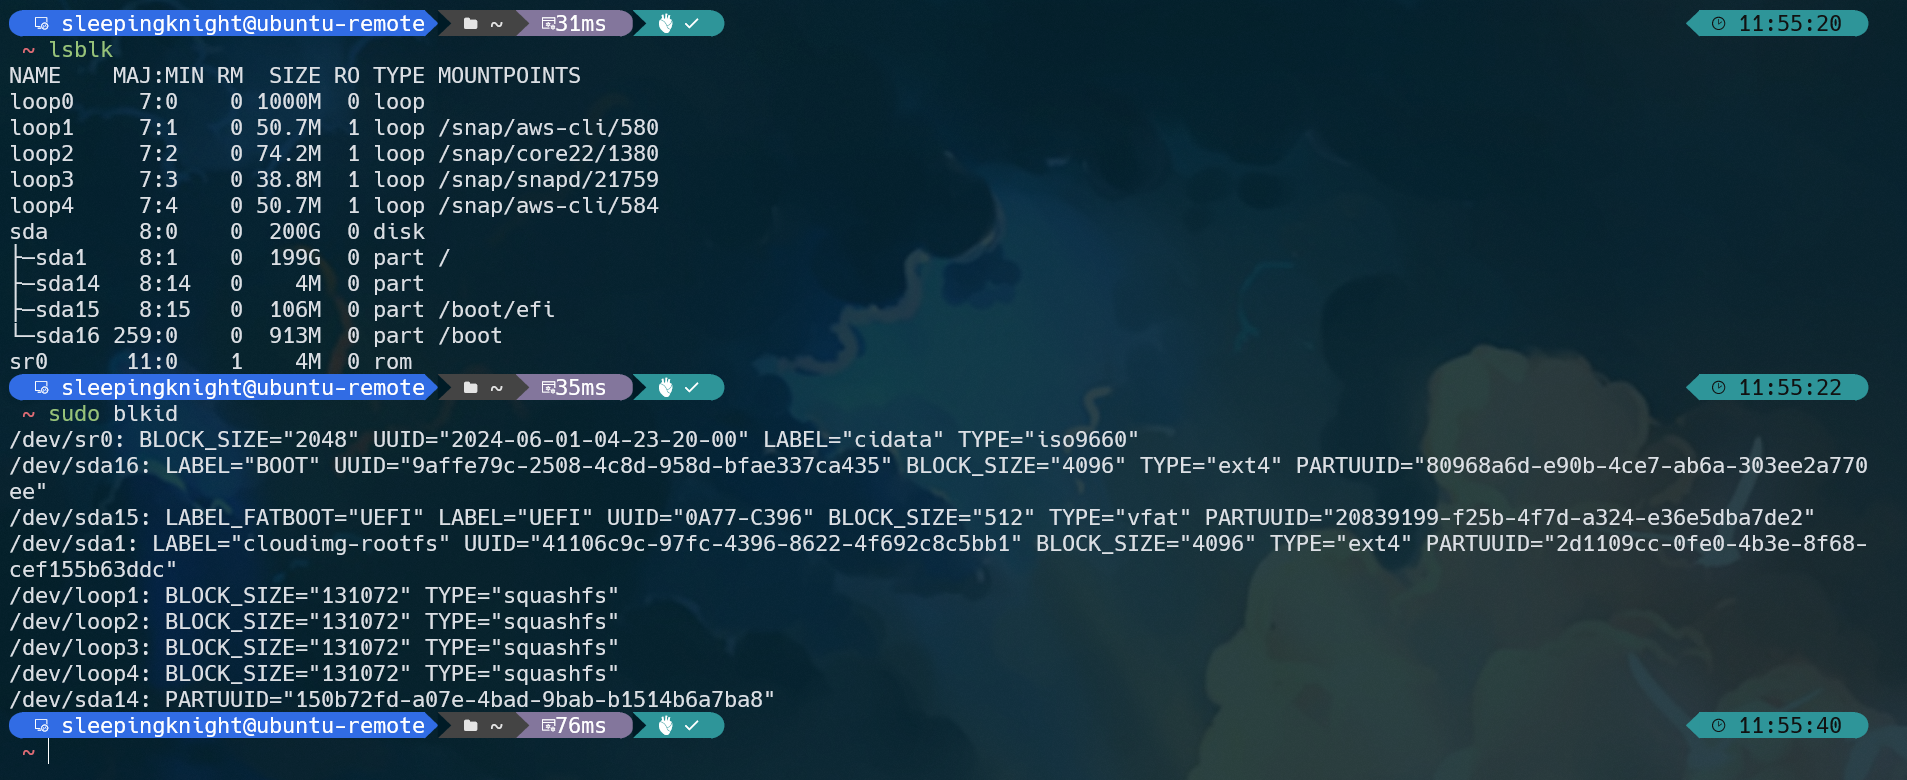 sleepingknight@ubuntu-remote ~ 31ms 11:55:20
~ lsblk
NAME    MAJ:MIN RM  SIZE RO TYPE MOUNTPOINTS
loop0     7:0    0 1000M  0 loop
loop1     7:1    0 50.7M  1 loop /snap/aws-cli/580
loop2     7:2    0 74.2M  1 loop /snap/core22/1380
loop3     7:3    0 38.8M  1 loop /snap/snapd/21759
loop4     7:4    0 50.7M  1 loop /snap/aws-cli/584
sda       8:0    0  200G  0 disk
├─sda1    8:1    0  199G  0 part /
├─sda14   8:14   0    4M  0 part
├─sda15   8:15   0  106M  0 part /boot/efi
└─sda16 259:0    0  913M  0 part /boot
sr0      11:0    1    4M  0 rom
sleepingknight@ubuntu-remote ~ 35ms 11:55:22
~ sudo blkid
/dev/sr0: BLOCK_SIZE="2048" UUID="2024-06-01-04-23-20-00" LABEL="cidata" TYPE="iso9660"
/dev/sda16: LABEL="BOOT" UUID="9affe79c-2508-4c8d-958d-bfae337ca435" BLOCK_SIZE="4096" TYPE="ext4" PARTUUID="80968a6d-e90b-4ce7-ab6a-303ee2a770
ee"
/dev/sda15: LABEL_FATBOOT="UEFI" LABEL="UEFI" UUID="0A77-C396" BLOCK_SIZE="512" TYPE="vfat" PARTUUID="20839199-f25b-4f7d-a324-e36e5dba7de2"
/dev/sda1: LABEL="cloudimg-rootfs" UUID="41106c9c-97fc-4396-8622-4f692c8c5bb1" BLOCK_SIZE="4096" TYPE="ext4" PARTUUID="2d1109cc-0fe0-4b3e-8f68-
cef155b63ddc"
/dev/loop1: BLOCK_SIZE="131072" TYPE="squashfs"
/dev/loop2: BLOCK_SIZE="131072" TYPE="squashfs"
/dev/loop3: BLOCK_SIZE="131072" TYPE="squashfs"
/dev/loop4: BLOCK_SIZE="131072" TYPE="squashfs"
/dev/sda14: PARTUUID="150b72fd-a07e-4bad-9bab-b1514b6a7ba8"
sleepingknight@ubuntu-remote ~ 76ms 11:55:40
~